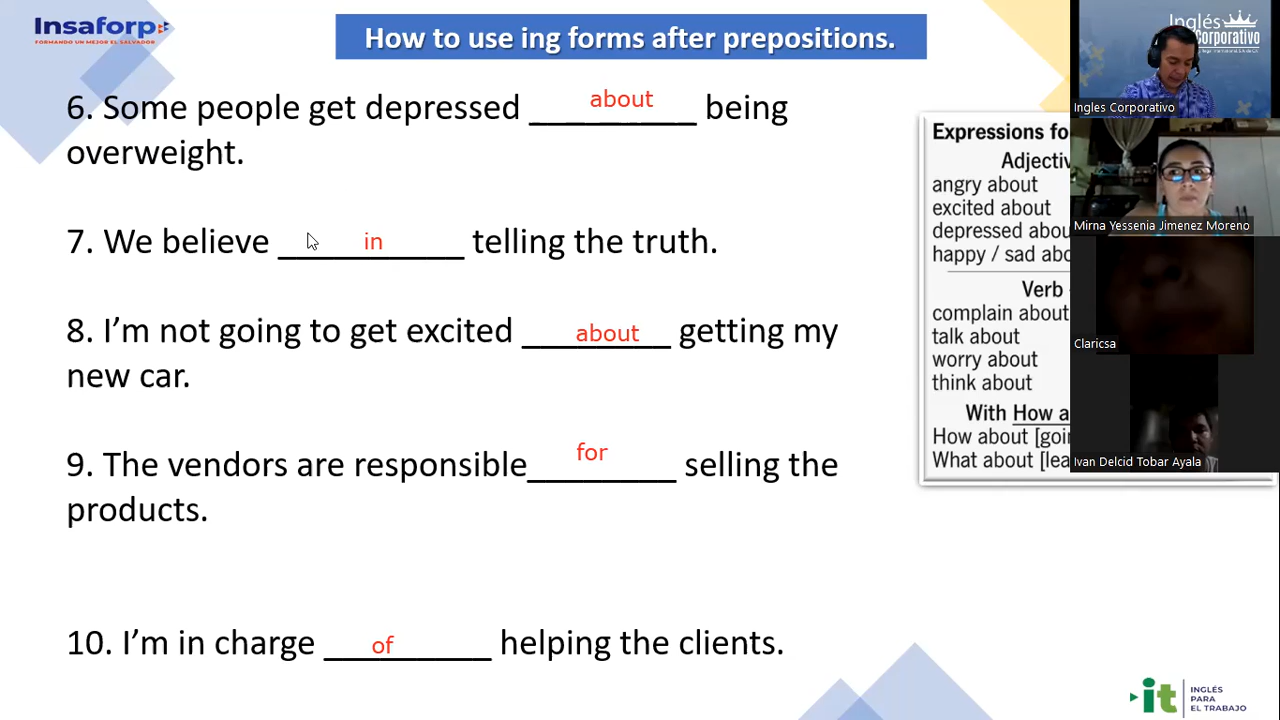 Insaforp
FORMANDO UN MEJOR EL SALVADOR
How to use ing forms after prepositions.
6. Some people get depressed about being
overweight.
7. We believe in telling the truth.
8. I'm not going to get excited about getting my
new car.
9. The vendors are responsible for selling the
products.
10. I'm in charge of helping the clients.
Expressions fo
Adjectiv
angry about
excited about
depressed abou
happy / sad abo
Verb
complain about
talk about
worry about
think about
With How a
How about [goi
What about [lea
Inglés
Corporativo
Ingles Corporativo
Mirna Yessenia Jimenez Moreno
Claricsa
Ivan Delcid Tobar Ayala
it
INGLÉS
PARA
EL TRABAJO